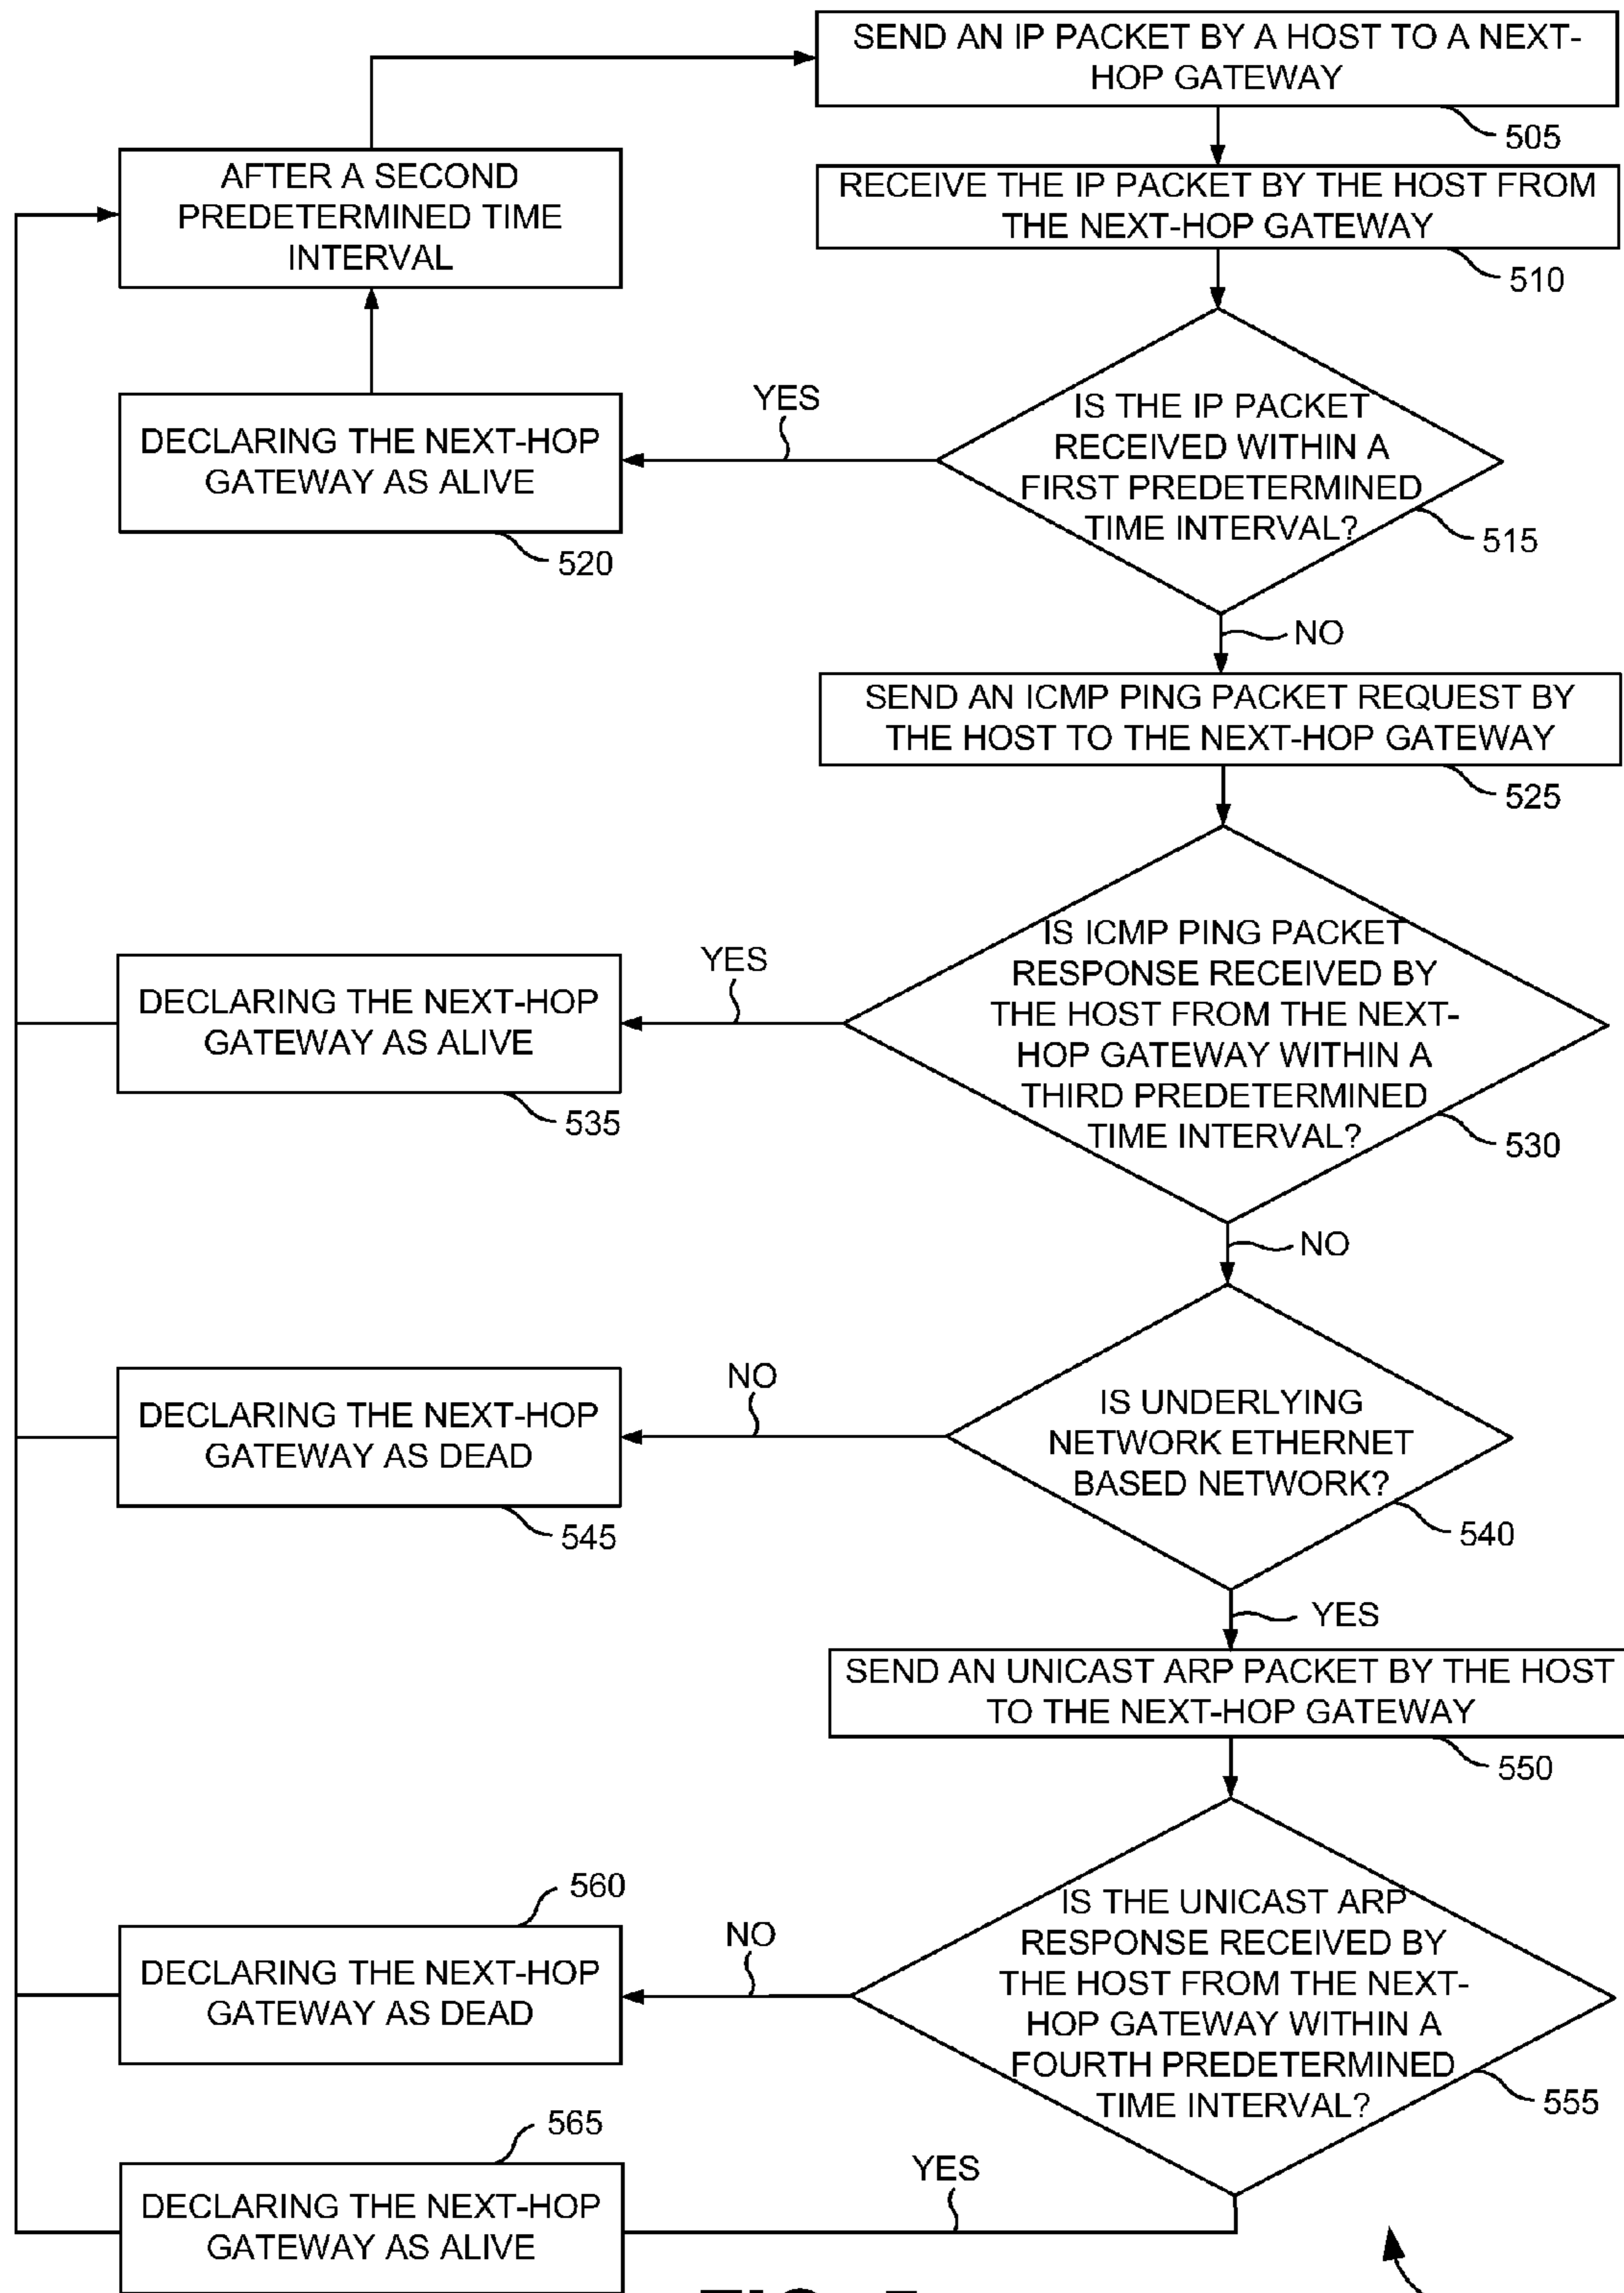 SEND AN IP PACKET BY A HOST TO A NEXT-
HOP GATEWAY
505
AFTER A SECOND
PREDETERMINED TIME
INTERVAL
RECEIVE THE IP PACKET BY THE HOST FROM
THE NEXT-HOP GATEWAY
510
IS THE IP PACKET
RECEIVED WITHIN A
FIRST PREDETERMINED
TIME INTERVAL?
515
YES
DECLARING THE NEXT-HOP
GATEWAY AS ALIVE
520
NO
SEND AN ICMP PING PACKET REQUEST BY
THE HOST TO THE NEXT-HOP GATEWAY
525
IS ICMP PING PACKET
RESPONSE RECEIVED BY
THE HOST FROM THE NEXT-
HOP GATEWAY WITHIN A
THIRD PREDETERMINED
TIME INTERVAL?
530
YES
DECLARING THE NEXT-HOP
GATEWAY AS ALIVE
535
NO
IS UNDERLYING
NETWORK ETHERNET
BASED NETWORK?
540
NO
DECLARING THE NEXT-HOP
GATEWAY AS DEAD
545
YES
SEND AN UNICAST ARP PACKET BY THE HOST
TO THE NEXT-HOP GATEWAY
550
IS THE UNICAST ARP
RESPONSE RECEIVED BY
THE HOST FROM THE NEXT-
HOP GATEWAY WITHIN A
FOURTH PREDETERMINED
TIME INTERVAL?
555
NO
560
DECLARING THE NEXT-HOP
GATEWAY AS DEAD
YES
565
DECLARING THE NEXT-HOP
GATEWAY AS ALIVE